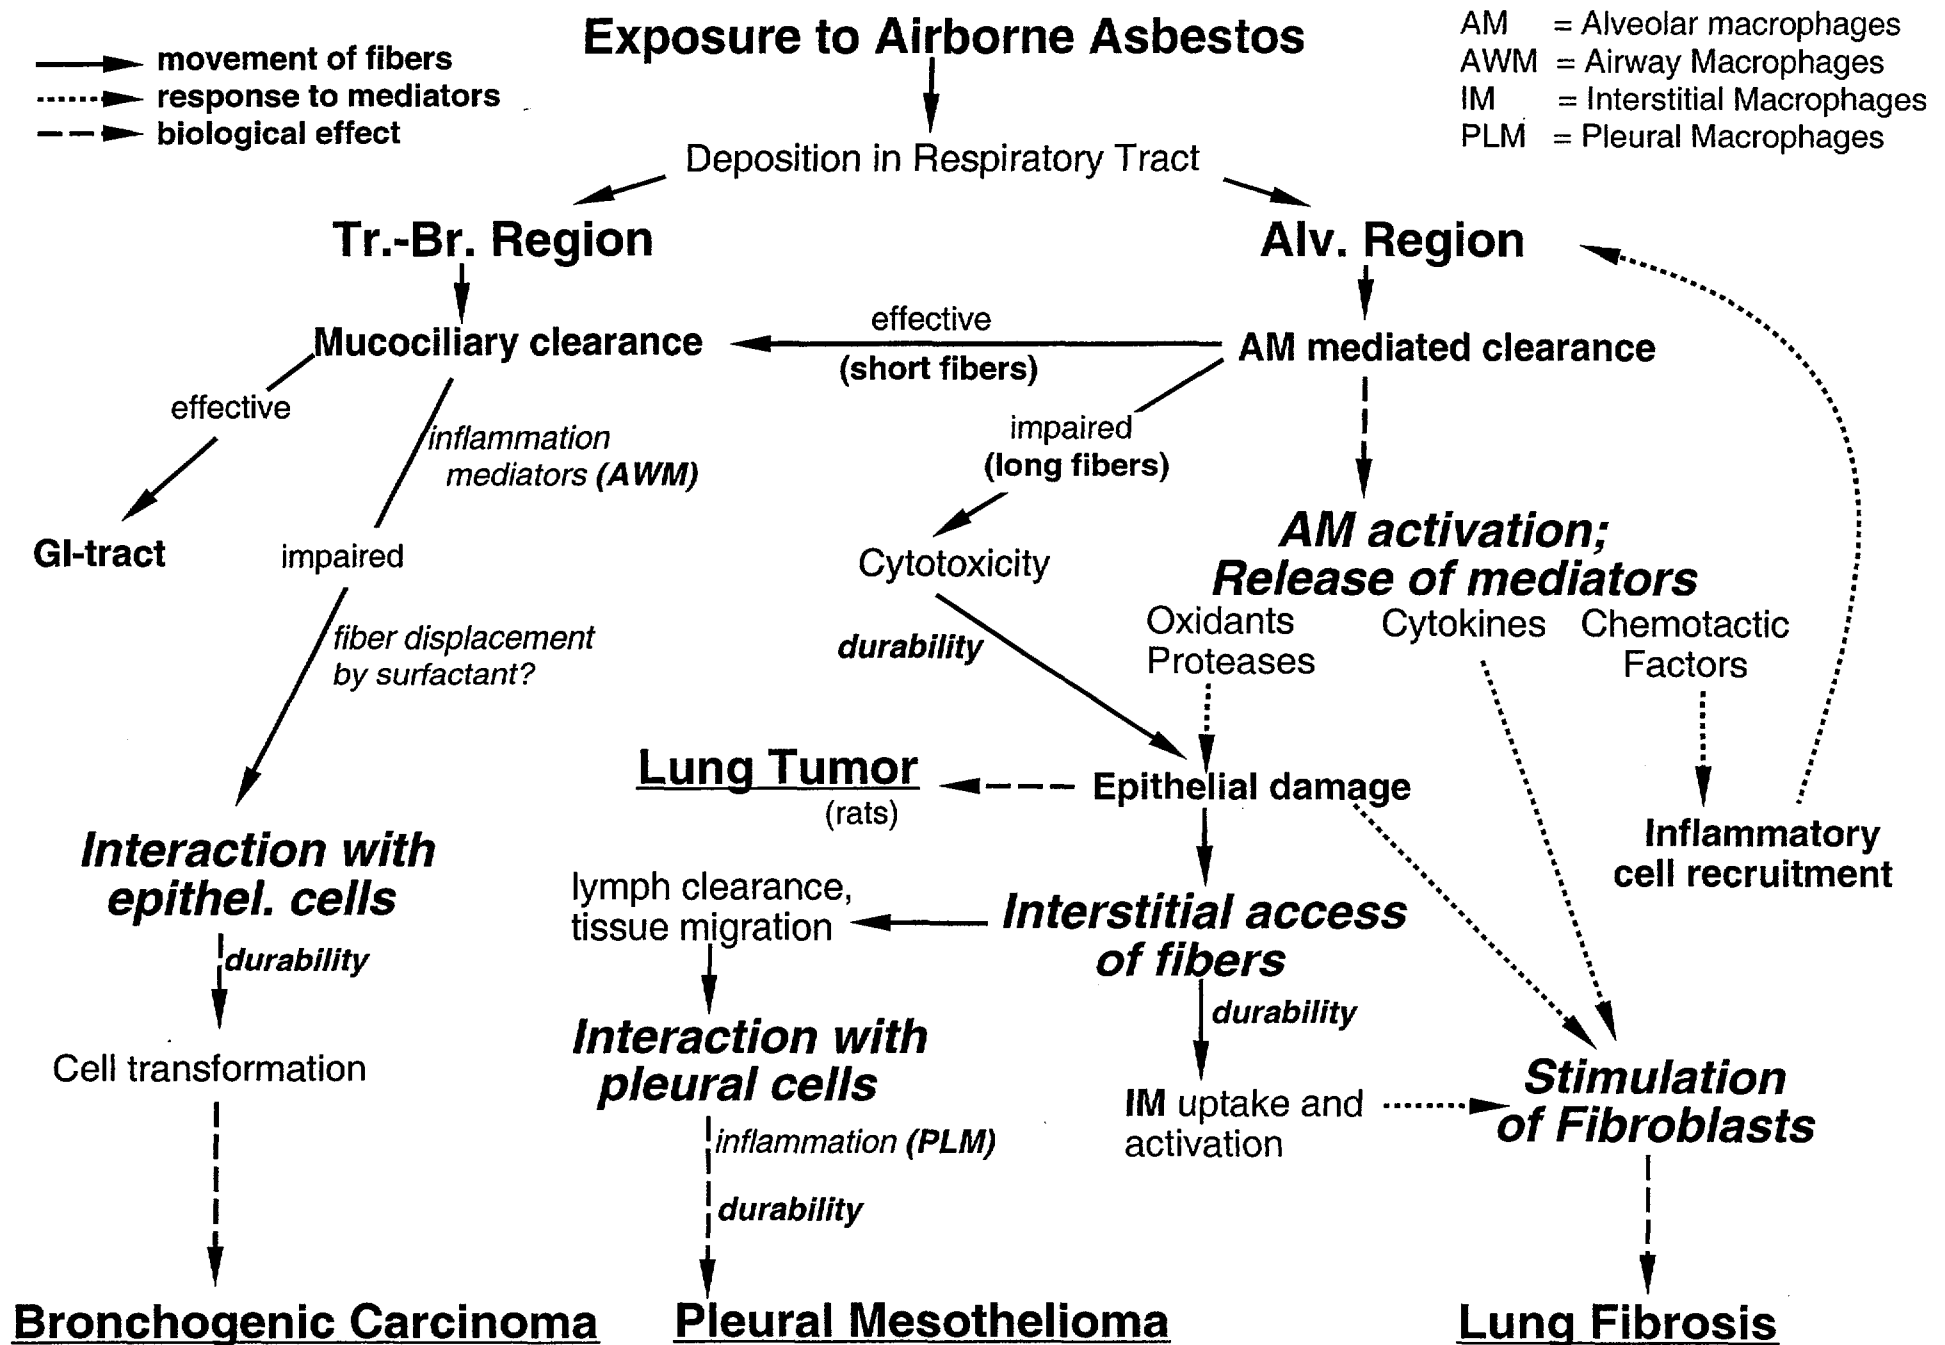 Exposure to Airborne Asbestos
movement of fibers
response to mediators
biological effect
AM = Alveolar macrophages
AWM = Airway Macrophages
IM = Interstitial Macrophages
PLM = Pleural Macrophages
Deposition in Respiratory Tract
Tr.-Br. Region
Alv. Region
Mucociliary clearance
effective
(short fibers)
AM mediated clearance
effective
inflammation
mediators (AWM)
impaired
(long fibers)
GI-tract
impaired
Cytotoxicity
AM activation;
Release of mediators
Oxidants
Proteases
Cytokines
Chemotactic
Factors
fiber displacement
by surfactant?
durability
Lung Tumor
(rats)
Epithelial damage
Inflammatory
cell recruitment
Interaction with
epithel. cells
lymph clearance,
tissue migration
Interstitial access
of fibers
durability
durability
Cell transformation
Interaction with
pleural cells
IM uptake and
activation
Stimulation
of Fibroblasts
inflammation (PLM)
durability
Bronchogenic Carcinoma
Pleural Mesothelioma
Lung Fibrosis